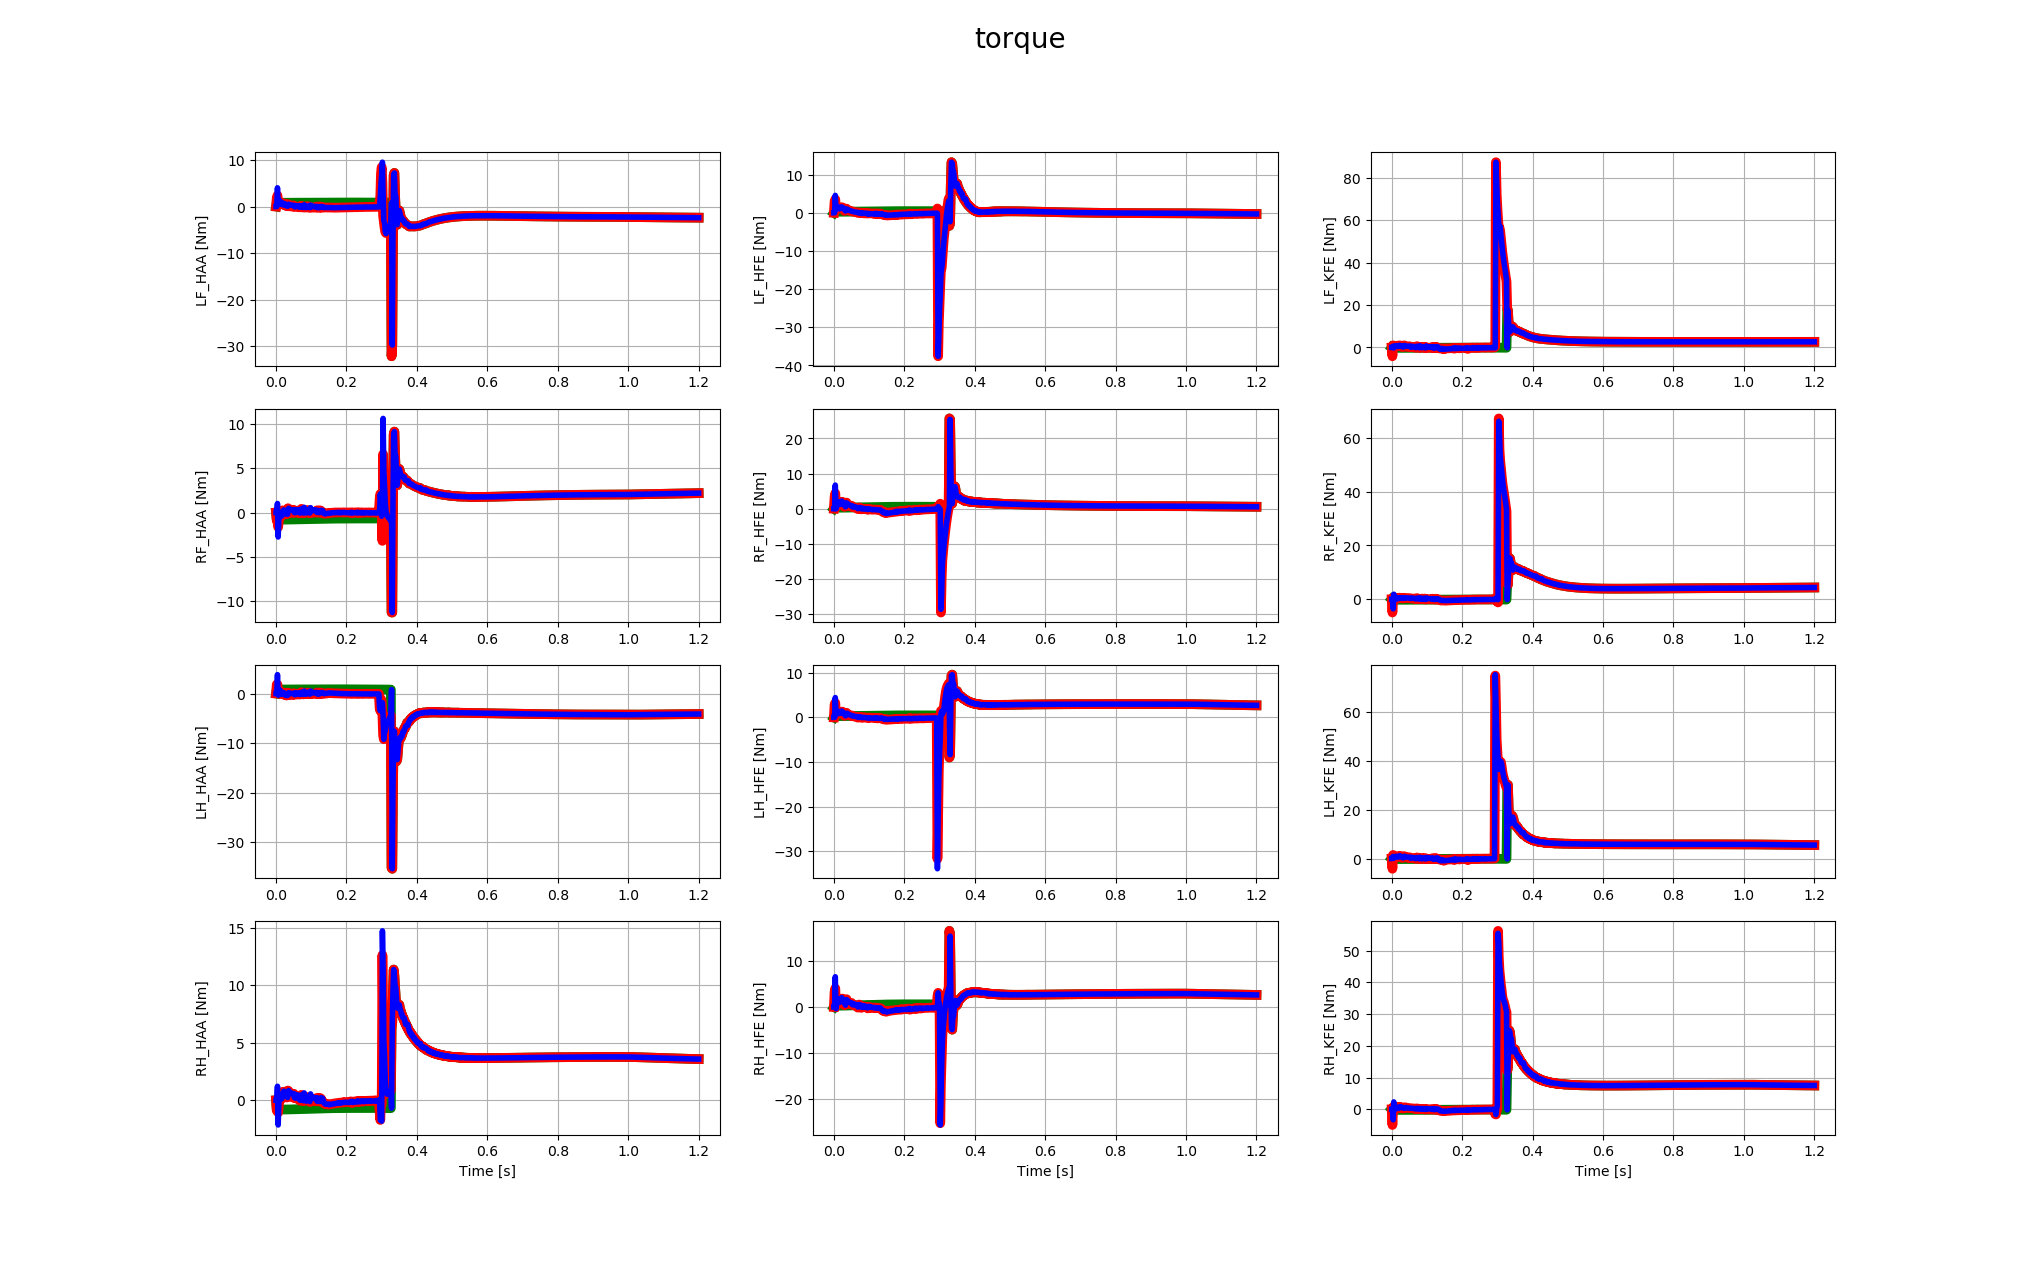 torque
LF_HAA [Nm]
10
0
−10
−20
−30
0.0 0.2 0.4 0.6 0.8 1.0 1.2
LF_HFE [Nm]
10
0
−10
−20
−30
−40
0.0 0.2 0.4 0.6 0.8 1.0 1.2
LF_KFE [Nm]
80
60
40
20
0
0.0 0.2 0.4 0.6 0.8 1.0 1.2
RF_HAA [Nm]
10
5
0
−5
−10
0.0 0.2 0.4 0.6 0.8 1.0 1.2
RF_HFE [Nm]
20
10
0
−10
−20
−30
0.0 0.2 0.4 0.6 0.8 1.0 1.2
RF_KFE [Nm]
60
40
20
0
0.0 0.2 0.4 0.6 0.8 1.0 1.2
LH_HAA [Nm]
0
−10
−20
−30
0.0 0.2 0.4 0.6 0.8 1.0 1.2
LH_HFE [Nm]
10
0
−10
−20
−30
0.0 0.2 0.4 0.6 0.8 1.0 1.2
LH_KFE [Nm]
60
40
20
0
0.0 0.2 0.4 0.6 0.8 1.0 1.2
RH_HAA [Nm]
15
10
5
0
0.0 0.2 0.4 0.6 0.8 1.0 1.2
Time [s]
RH_HFE [Nm]
10
0
−10
−20
0.0 0.2 0.4 0.6 0.8 1.0 1.2
Time [s]
RH_KFE [Nm]
50
40
30
20
10
0
0.0 0.2 0.4 0.6 0.8 1.0 1.2
Time [s]